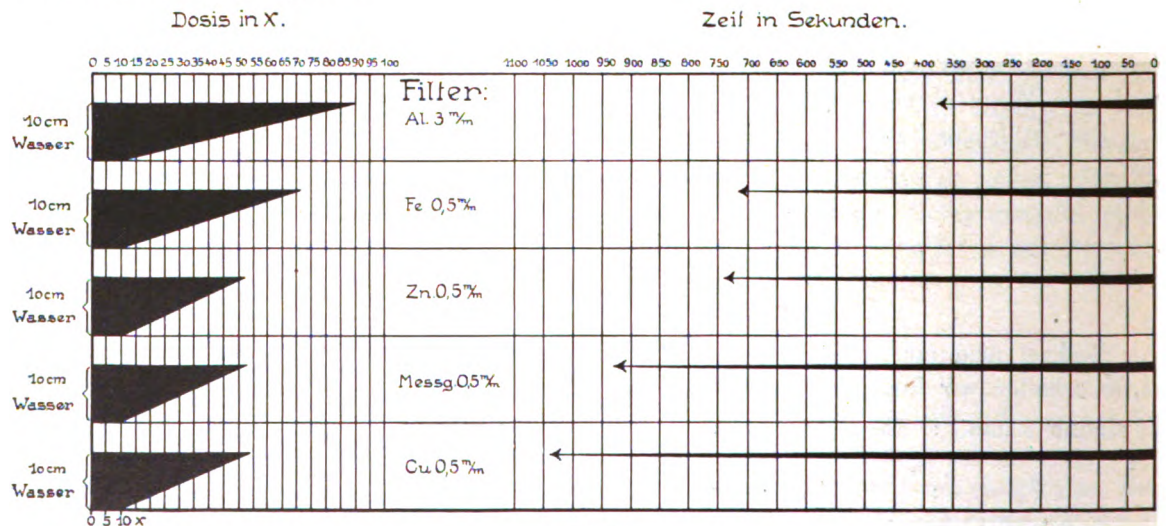 Dosis in X.
Zeit in Sekunden.
0 5 10 15 20 25 30 35 40 45 50 55 60 65 70 75 80 85 90 95 100
1100 1050 1000 950 900 850 800 750 700 650 600 550 500 450 400 350 300 250 200 150 100 50 0
Filter:
10cm
Wasser
Al. 3 m/m
10cm
Wasser
Fe 0,5 m/m
10cm
Wasser
Zn. 0,5 m/m
10cm
Wasser
Messg. 0,5 m/m
10cm
Wasser
Cu 0,5 m/m
0 5 10 X